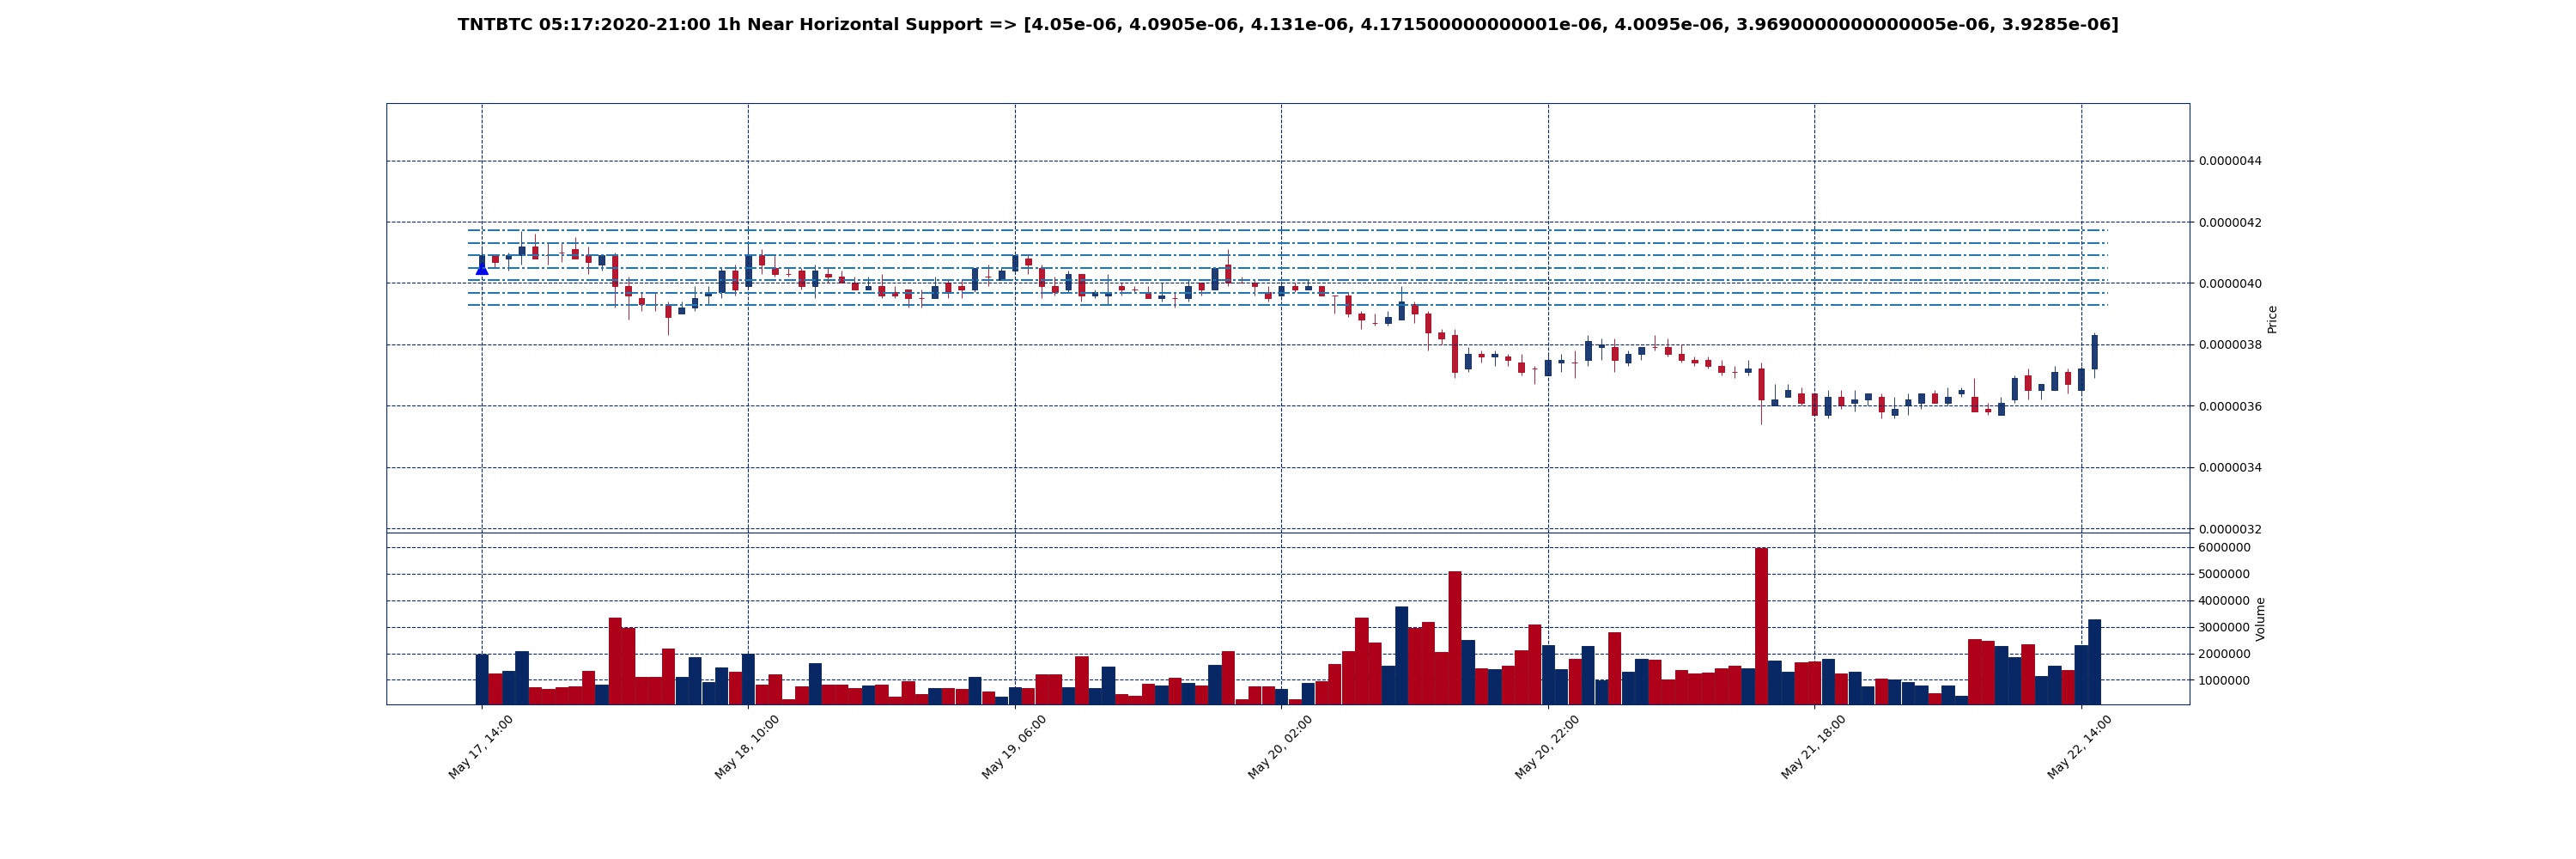 TNTBTC 05:17:2020-21:00 1h Near Horizontal Support => [4.05e-06, 4.0905e-06, 4.131e-06, 4.171500000000001e-06, 4.0095e-06, 3.9690000000000005e-06, 3.9285e-06]
0.0000044
0.0000042
0.0000040
0.0000038
0.0000036
0.0000034
0.0000032
Price
6000000
5000000
4000000
3000000
2000000
1000000
Volume
May 17, 14:00
May 18, 10:00
May 19, 06:00
May 20, 02:00
May 20, 22:00
May 21, 18:00
May 22, 14:00